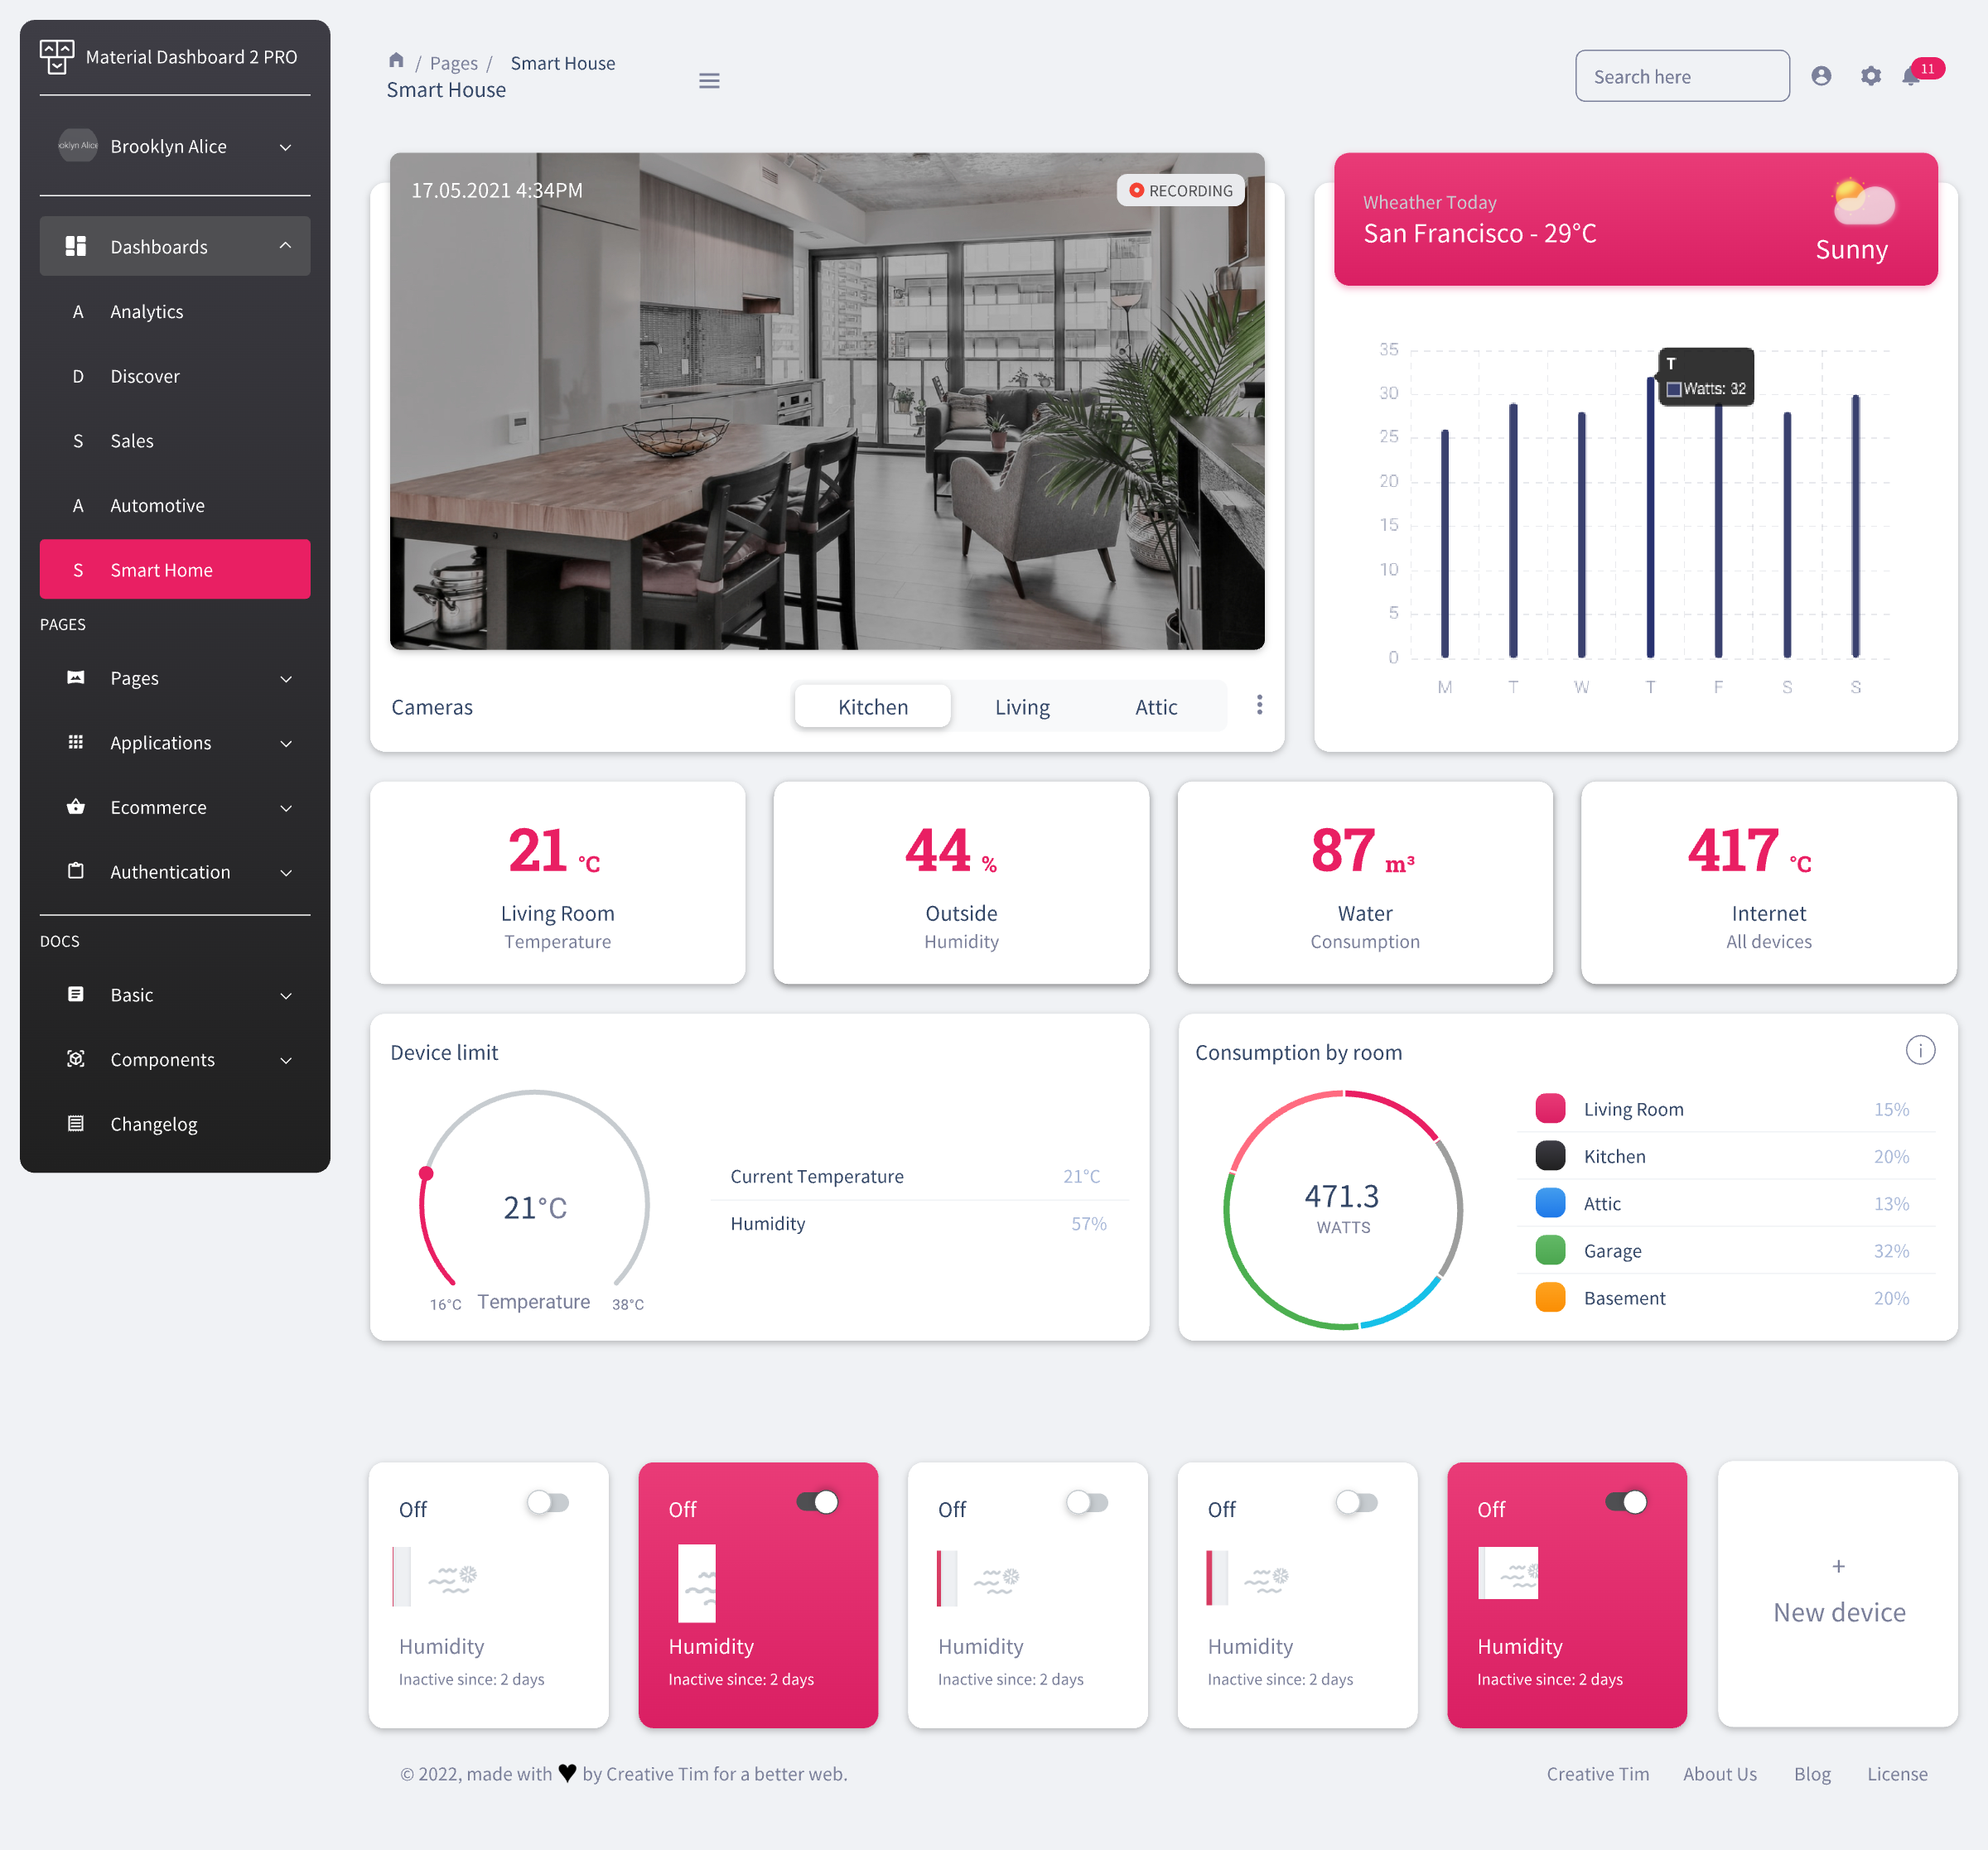 Material Dashboard 2 PRO
Brooklyn Alice
Dashboards
A Analytics
D Discover
S Sales
A Automotive
S Smart Home
PAGES
Pages
Applications
Ecommerce
Authentication
DOCS
Basic
Components
Changelog
/ Pages / Smart House
Smart House
Search here
11
17.05.2021 4:34PM
RECORDING
Cameras
Kitchen Living Attic
Wheather Today
San Francisco - 29°C
Sunny
T
Watts: 32
35
30
25
20
15
10
5
0
M T W T F S S
21 °C
Living Room
Temperature
44 %
Outside
Humidity
87 m³
Water
Consumption
417 °C
Internet
All devices
Device limit
21°C
16°C Temperature 38°C
Current Temperature 21°C
Humidity 57%
Consumption by room
i
471.3
WATTS
Living Room 15%
Kitchen 20%
Attic 13%
Garage 32%
Basement 20%
Off
Humidity
Inactive since: 2 days
Off
Humidity
Inactive since: 2 days
Off
Humidity
Inactive since: 2 days
Off
Humidity
Inactive since: 2 days
Off
Humidity
Inactive since: 2 days
+
New device
© 2022, made with ♥ by Creative Tim for a better web.
Creative Tim About Us Blog License